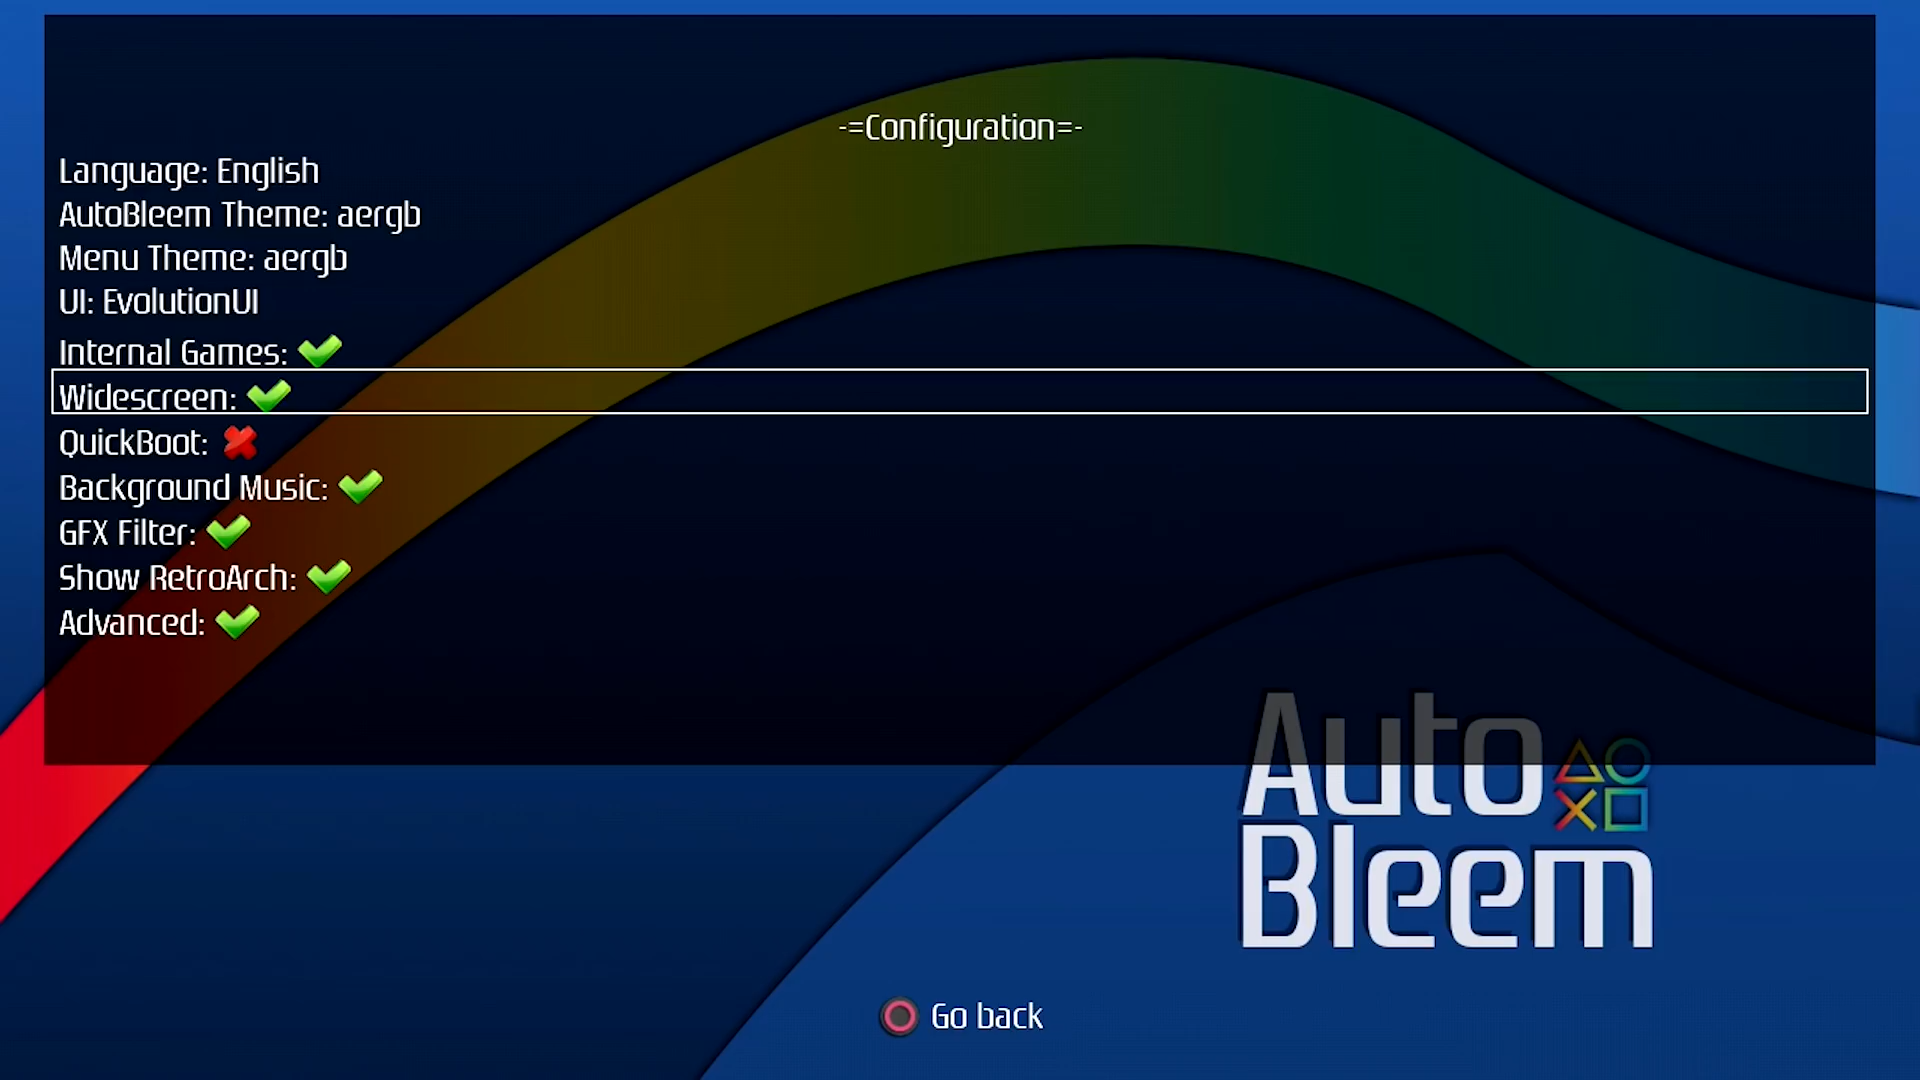 -=Configuration=-
Language: English
AutoBleem Theme: aergb
Menu Theme: aergb
UI: EvolutionUI
Internal Games:
Widescreen:
QuickBoot:
Background Music:
GFX Filter:
Show RetroArch:
Advanced:
Auto
Bleem
Go back